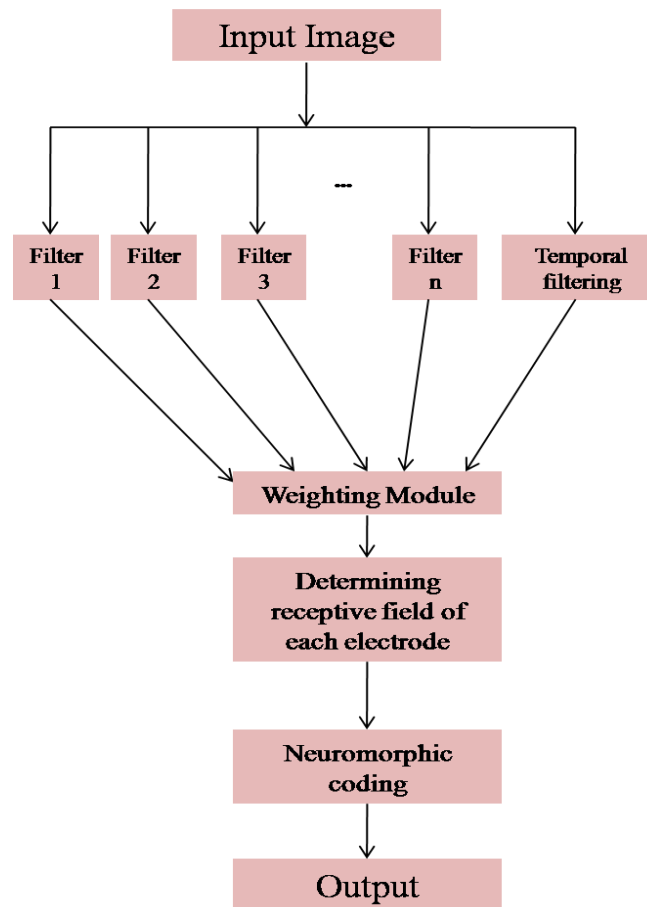 Input Image
---
Filter
1
Filter
2
Filter
3
Filter
n
Temporal
filtering
Weighting Module
Determining
receptive field of
each electrode
Neuromorphic
coding
Output